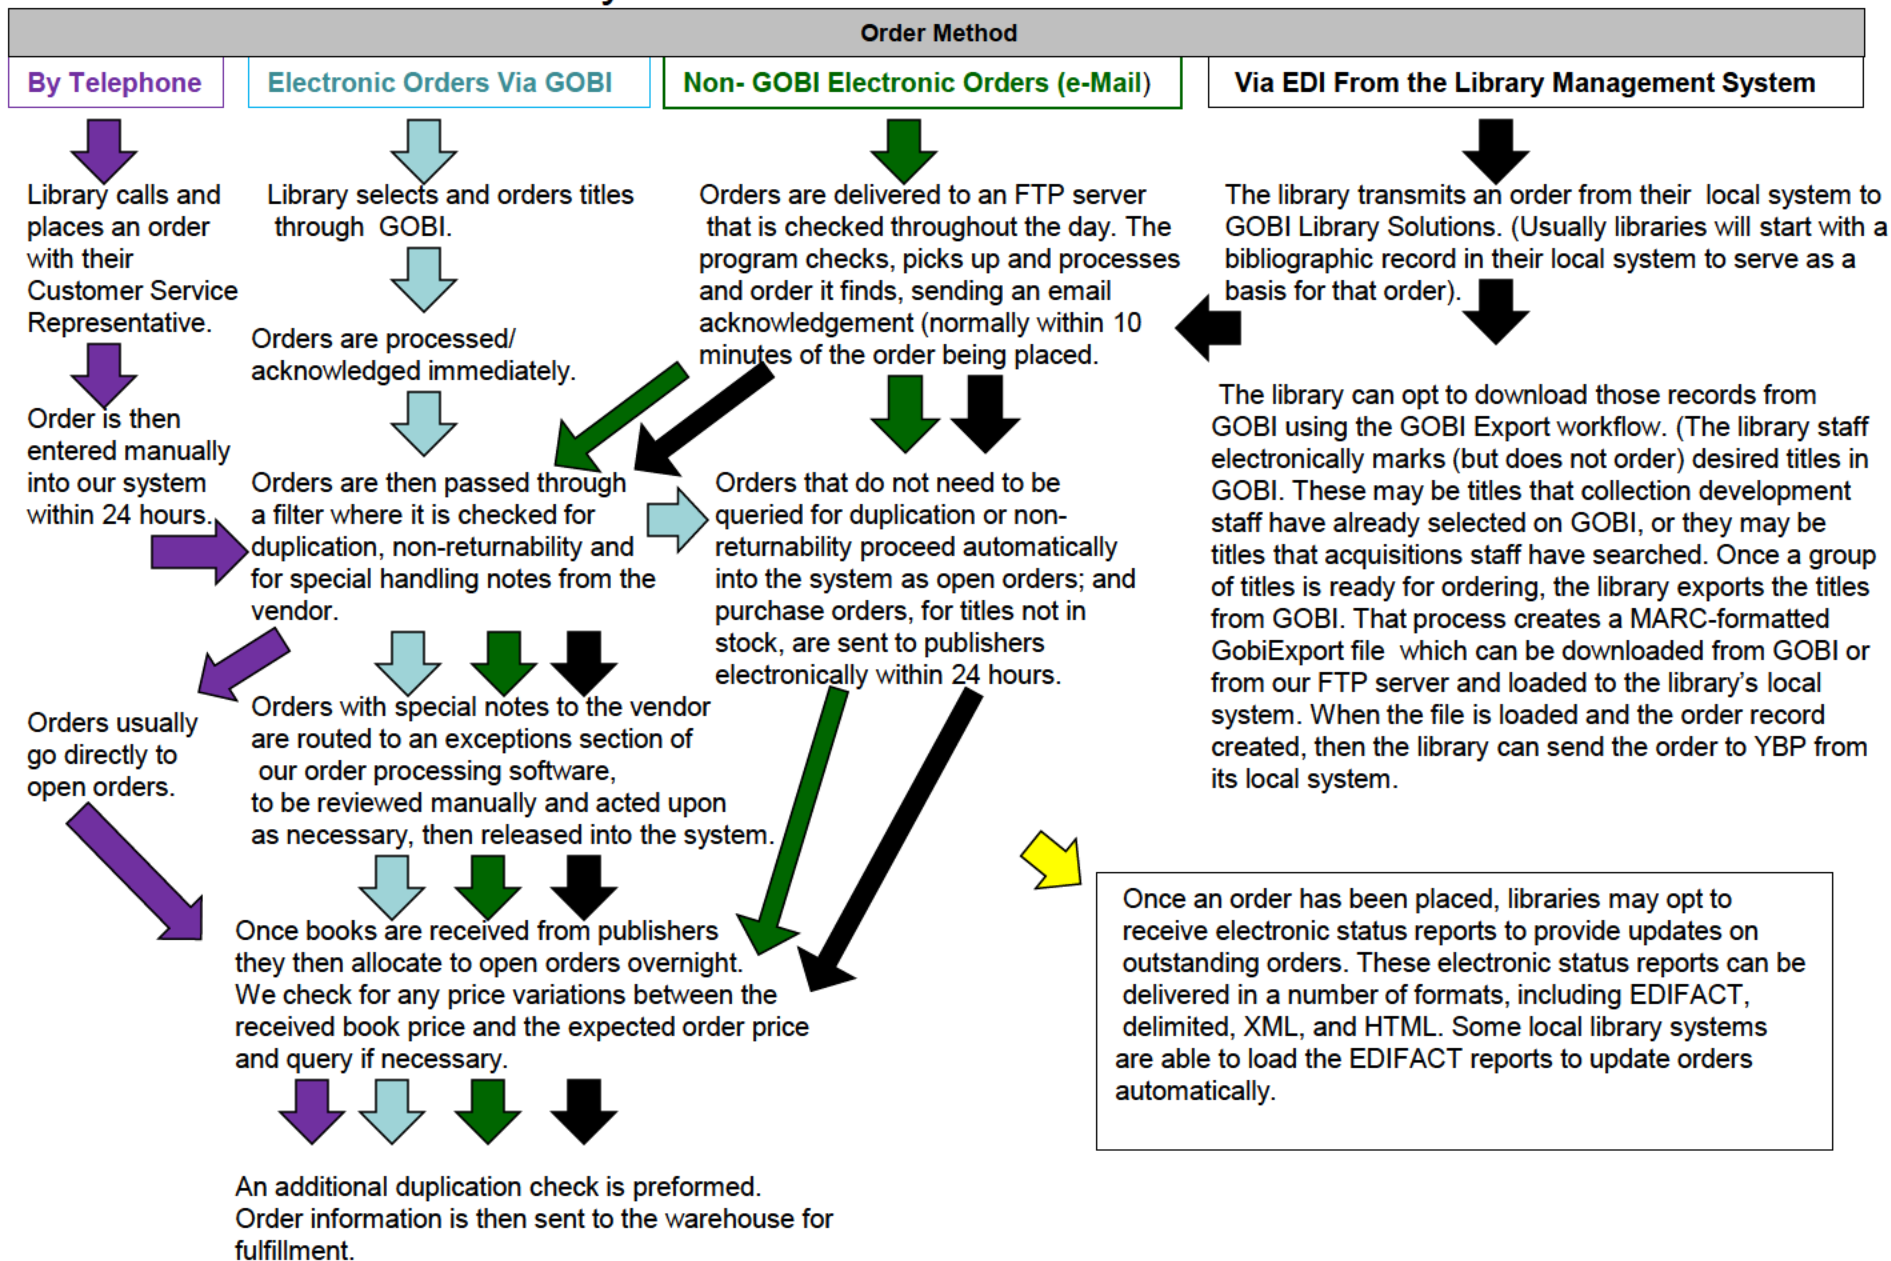 Order Method
By Telephone
Electronic Orders Via GOBI
Non- GOBI Electronic Orders (e-Mail)
Via EDI From the Library Management System
Library calls and
places an order
with their
Customer Service
Representative.
Order is then
entered manually
into our system
within 24 hours.
Orders usually
go directly to
open orders.
Library selects and orders titles
through GOBI.
Orders are processed/
acknowledged immediately.
Orders are then passed through
a filter where it is checked for
duplication, non-returnability and
for special handling notes from the
vendor.
Orders with special notes to the vendor
are routed to an exceptions section of
our order processing software,
to be reviewed manually and acted upon
as necessary, then released into the system.
Once books are received from publishers
they then allocate to open orders overnight.
We check for any price variations between the
received book price and the expected order price
and query if necessary.
An additional duplication check is preformed.
Order information is then sent to the warehouse for
fulfillment.
Orders are delivered to an FTP server
that is checked throughout the day. The
program checks, picks up and processes
and order it finds, sending an email
acknowledgement (normally within 10
minutes of the order being placed.
Orders that do not need to be
queried for duplication or non-
returnability proceed automatically
into the system as open orders; and
purchase orders, for titles not in
stock, are sent to publishers
electronically within 24 hours.
The library transmits an order from their local system to
GOBI Library Solutions. (Usually libraries will start with a
bibliographic record in their local system to serve as a
basis for that order).
The library can opt to download those records from
GOBI using the GOBI Export workflow. (The library staff
electronically marks (but does not order) desired titles in
GOBI. These may be titles that collection development
staff have already selected on GOBI, or they may be
titles that acquisitions staff have searched. Once a group
of titles is ready for ordering, the library exports the titles
from GOBI. That process creates a MARC-formatted
GobiExport file which can be downloaded from GOBI or
from our FTP server and loaded to the library's local
system. When the file is loaded and the order record
created, then the library can send the order to YBP from
its local system.
Once an order has been placed, libraries may opt to
receive electronic status reports to provide updates on
outstanding orders. These electronic status reports can be
delivered in a number of formats, including EDIFACT,
delimited, XML, and HTML. Some local library systems
are able to load the EDIFACT reports to update orders
automatically.